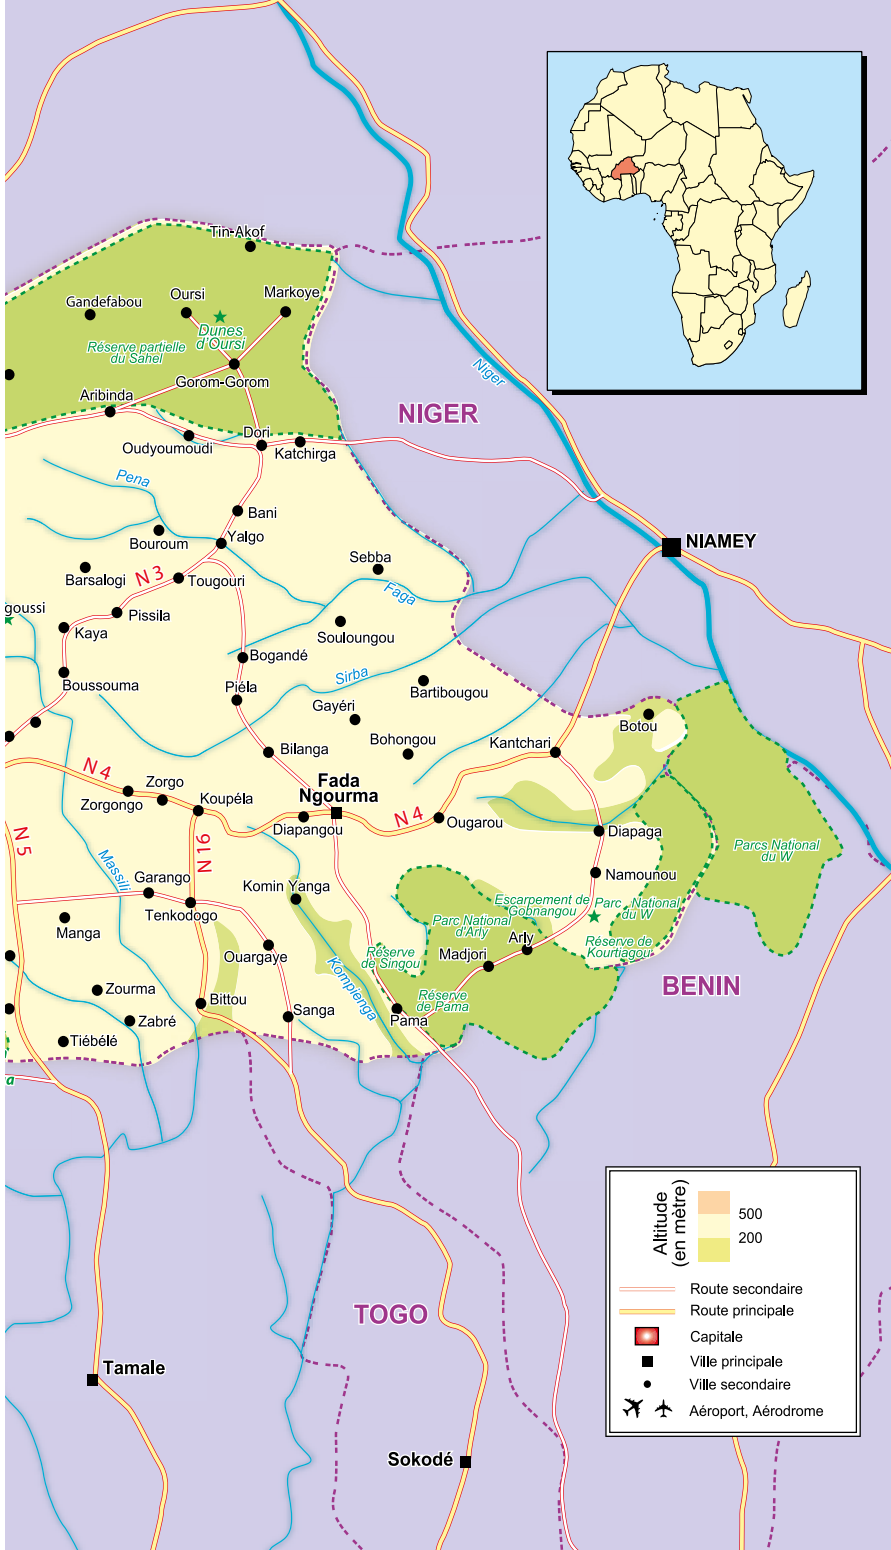 Tin-Akof
Gandefabou
Oursi
Markoye
Dunes
d'Oursi
Réserve partielle
du Sahel
Gorom-Gorom
Niger
Aribinda
NIGER
Dori
Oudyoumoudi
Katchirga
Pena
Bani
Bouroum
Yalgo
NIAMEY
Sebba
Barsalogi
N 3
Tougouri
Faga
goussi
Pissila
Kaya
Souloungou
Bogandé
Sirba
Boussouma
Piéla
Bartibougou
Gayéri
Botou
Bohongou
Kantchari
Bilanga
N 4
Zorgo
Fada
Ngourma
Zorgongo
Koupéla
N 4
Diapangou
Ougarou
Diapaga
N 5
N 16
Parcs National
du W
Massili
Garango
Komin Yanga
Namounou
Escarpement de
Gobnangou
Parc National
du W
Tenkodogo
Manga
Parc National
d'Arly
Arly
Ouargaye
Réserve
de Singou
Madjori
Réserve de
Kourtiagou
Kompienga
BENIN
Zourma
Bittou
Réserve
de Pama
Sanga
Pama
Zabré
Tiébélé
a
TOGO
Tamale
Sokodé
Altitude
(en mètre)
500
200
Route secondaire
Route principale
Capitale
Ville principale
Ville secondaire
Aéroport, Aérodrome